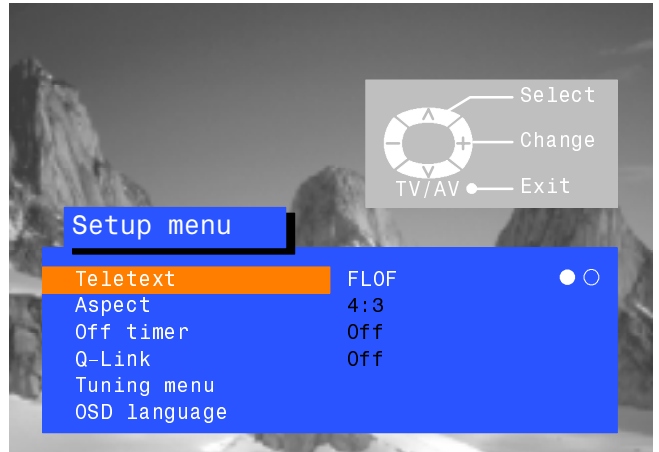 Select
Change
TV/AV Exit
Setup menu
Teletext FLOF
Aspect 4:3
Off timer Off
Q-Link Off
Tuning menu
OSD language